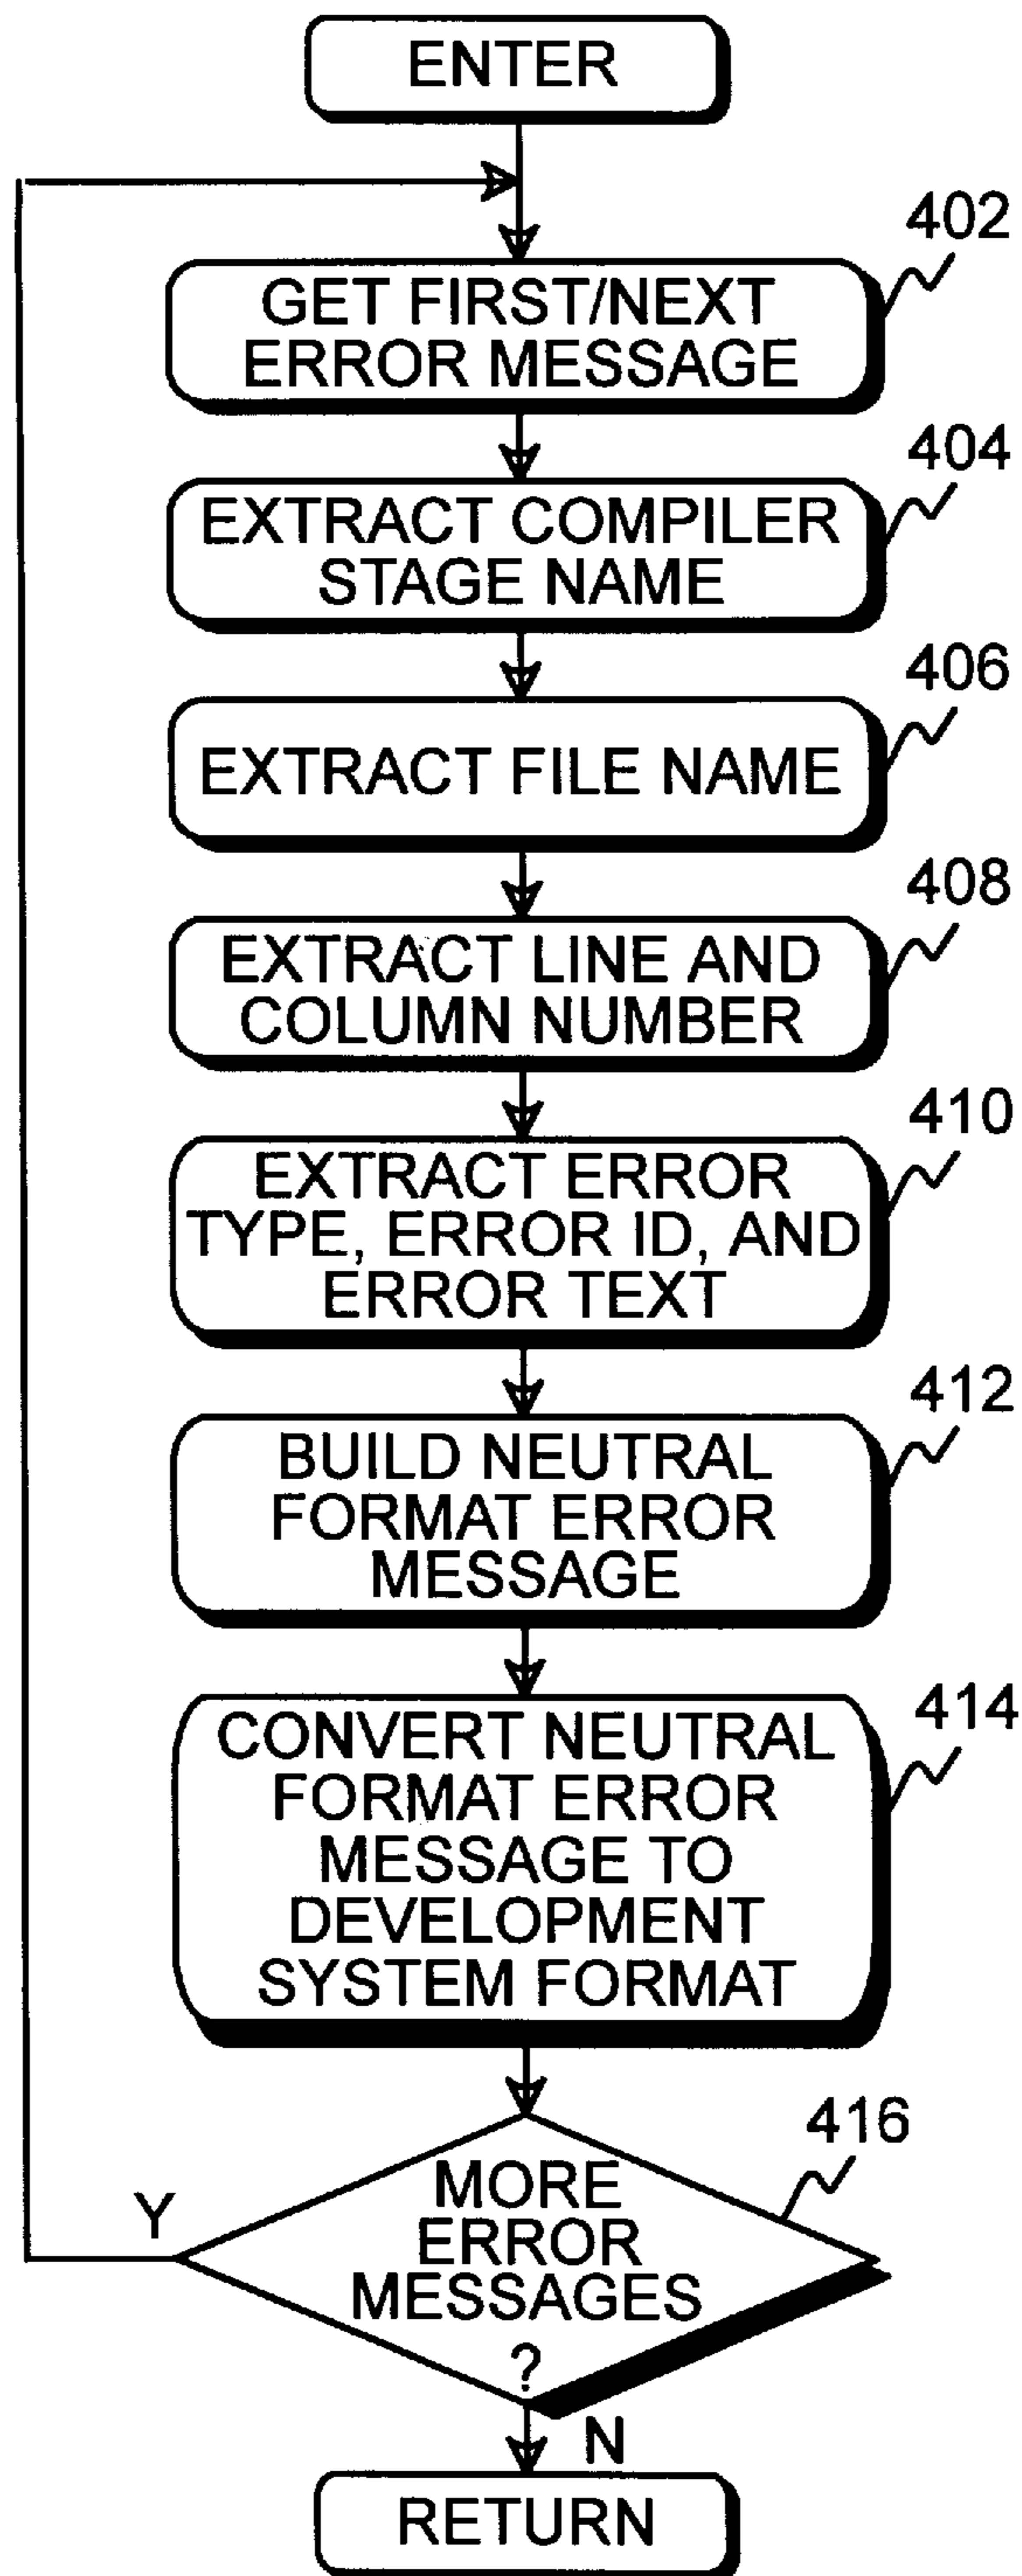 ENTER
402
GET FIRST/NEXT
ERROR MESSAGE
404
EXTRACT COMPILER
STAGE NAME
406
EXTRACT FILE NAME
408
EXTRACT LINE AND
COLUMN NUMBER
410
EXTRACT ERROR
TYPE, ERROR ID, AND
ERROR TEXT
412
BUILD NEUTRAL
FORMAT ERROR
MESSAGE
414
CONVERT NEUTRAL
FORMAT ERROR
MESSAGE TO
DEVELOPMENT
SYSTEM FORMAT
416
MORE
ERROR
MESSAGES
?
Y
N
RETURN